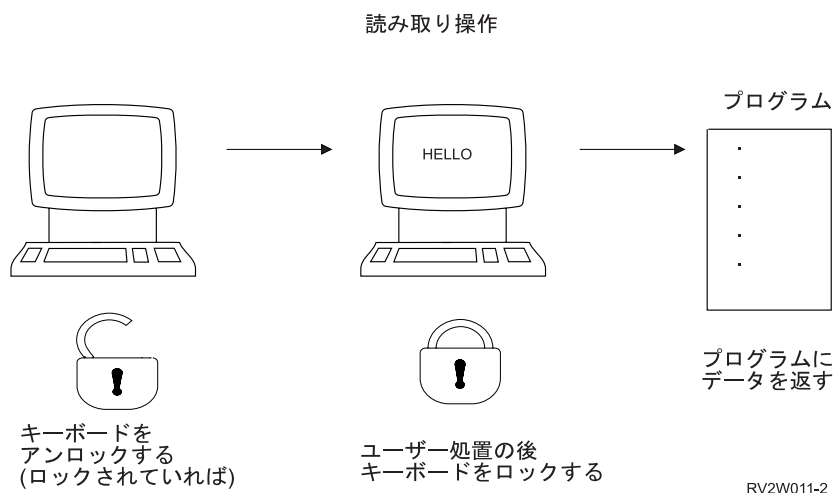 読み取り操作
プログラム
HELLO
キーボードを
アンロックする
(ロックされていれば)
ユーザー処置の後
キーボードをロックする
プログラムに
データを返す
RV2W011-2